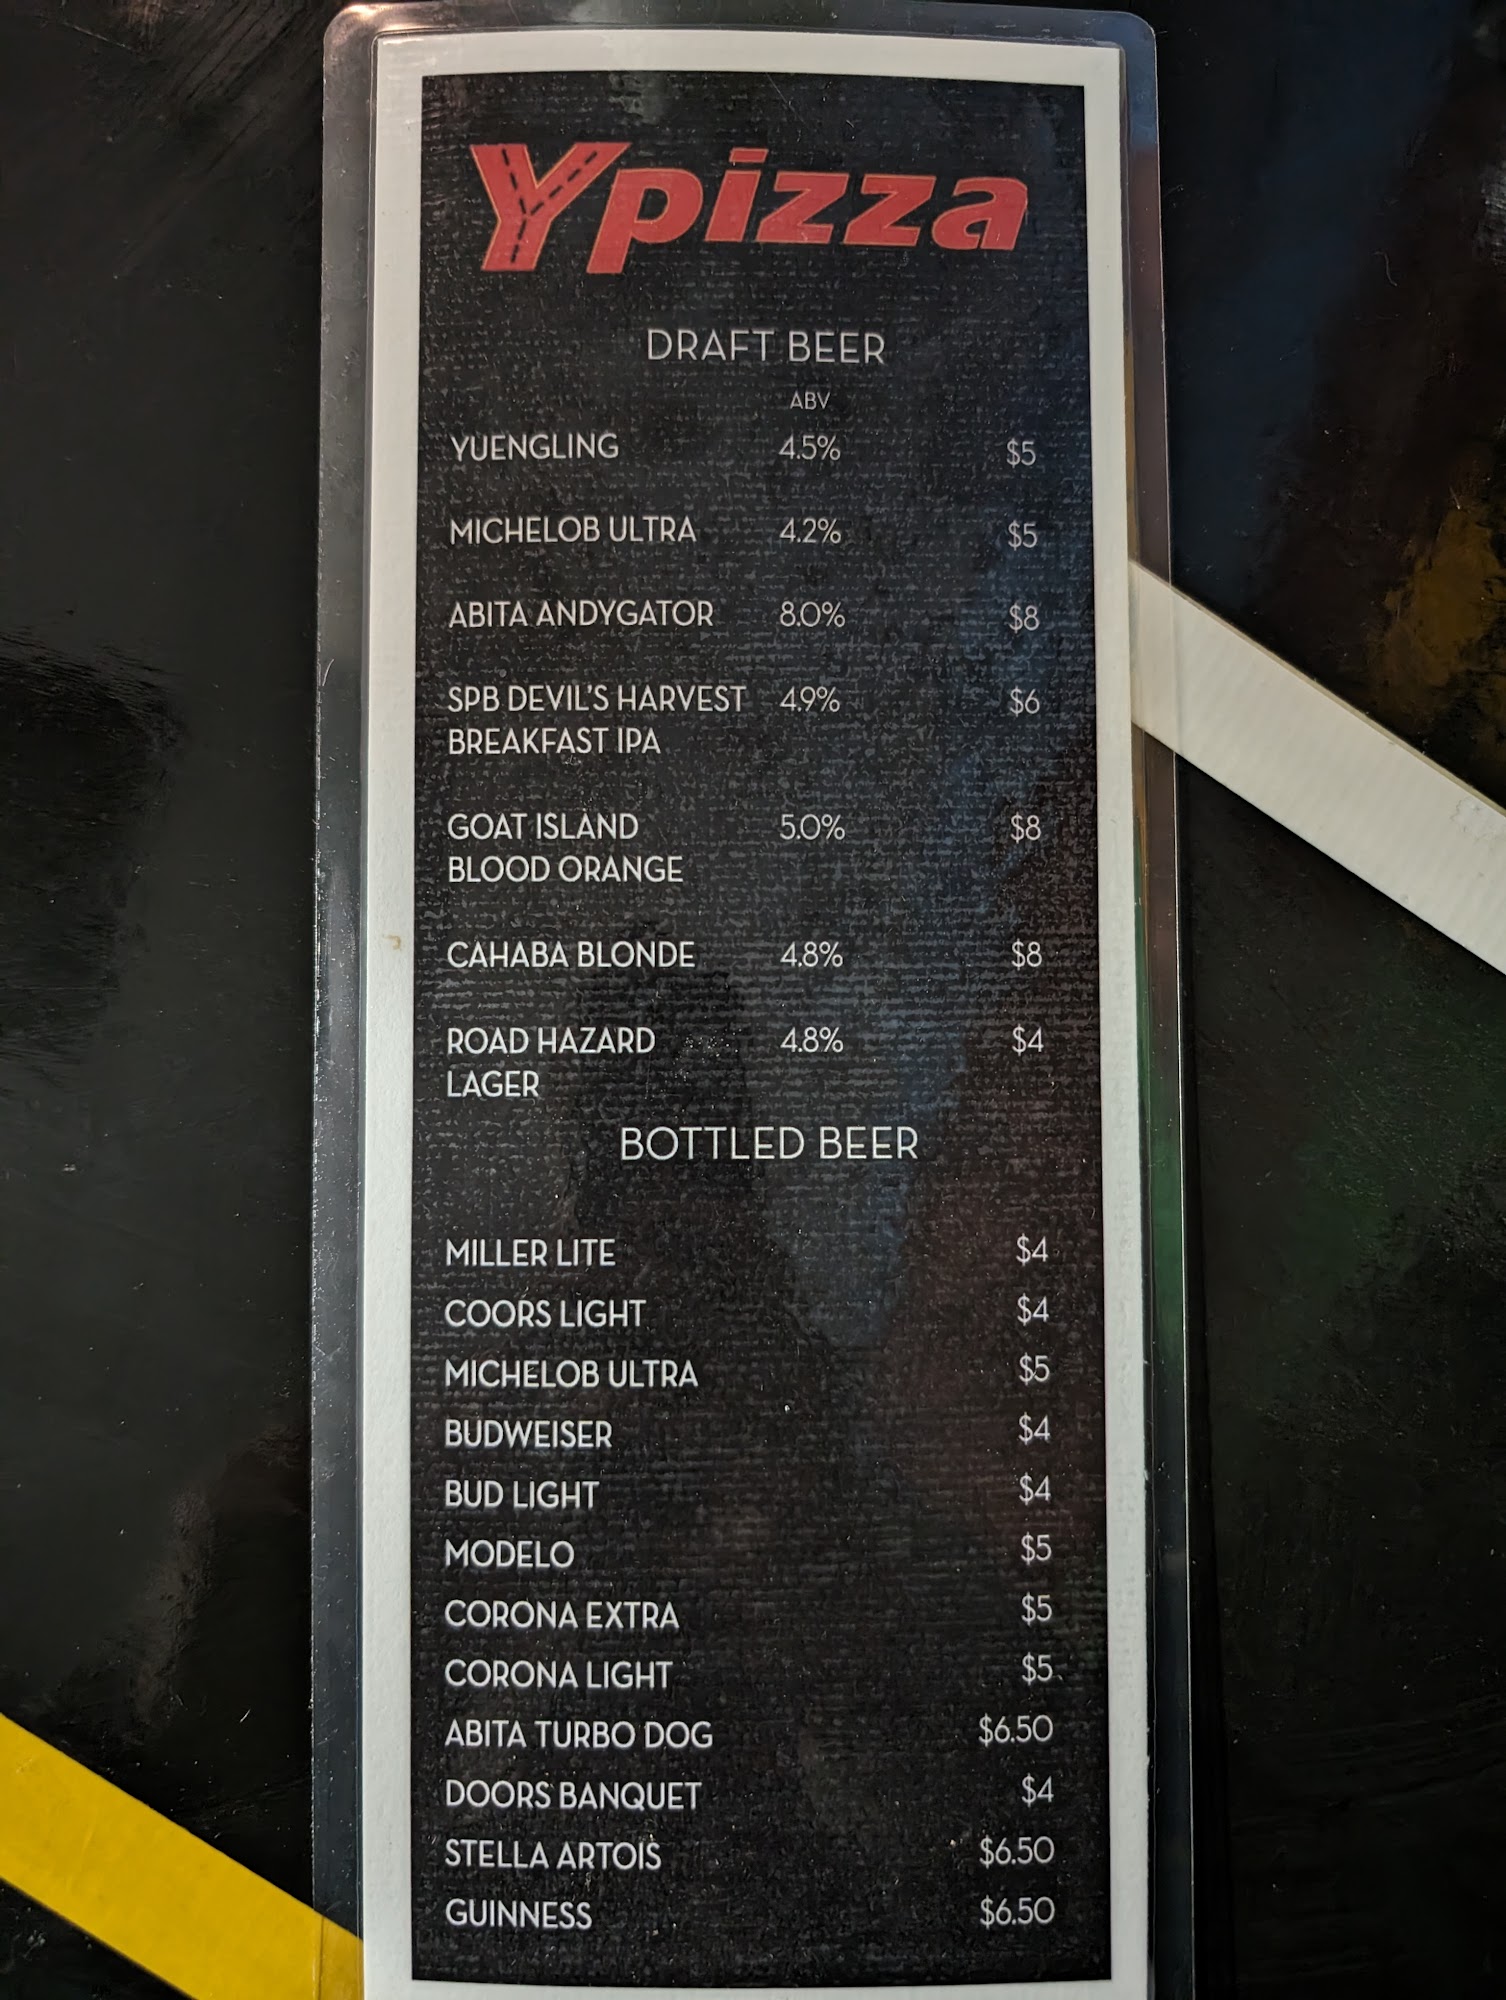 Ypizza
DRAFT BEER
ABV
YUENGLING 4.5% $5
MICHELOB ULTRA 4.2% $5
ABITA ANDYGATOR 8.0% $8
SPB DEVIL'S HARVEST 4.9% $6
BREAKFAST IPA
GOAT ISLAND 5.0% $8
BLOOD ORANGE
CAHABA BLONDE 4.8% $8
ROAD HAZARD 4.8% $4
LAGER
BOTTLED BEER
MILLER LITE $4
COORS LIGHT $4
MICHELOB ULTRA $5
BUDWEISER $4
BUD LIGHT $4
MODELO $5
CORONA EXTRA $5
CORONA LIGHT $5
ABITA TURBO DOG $6.50
DOORS BANQUET $4
STELLA ARTOIS $6.50
GUINNESS $6.50